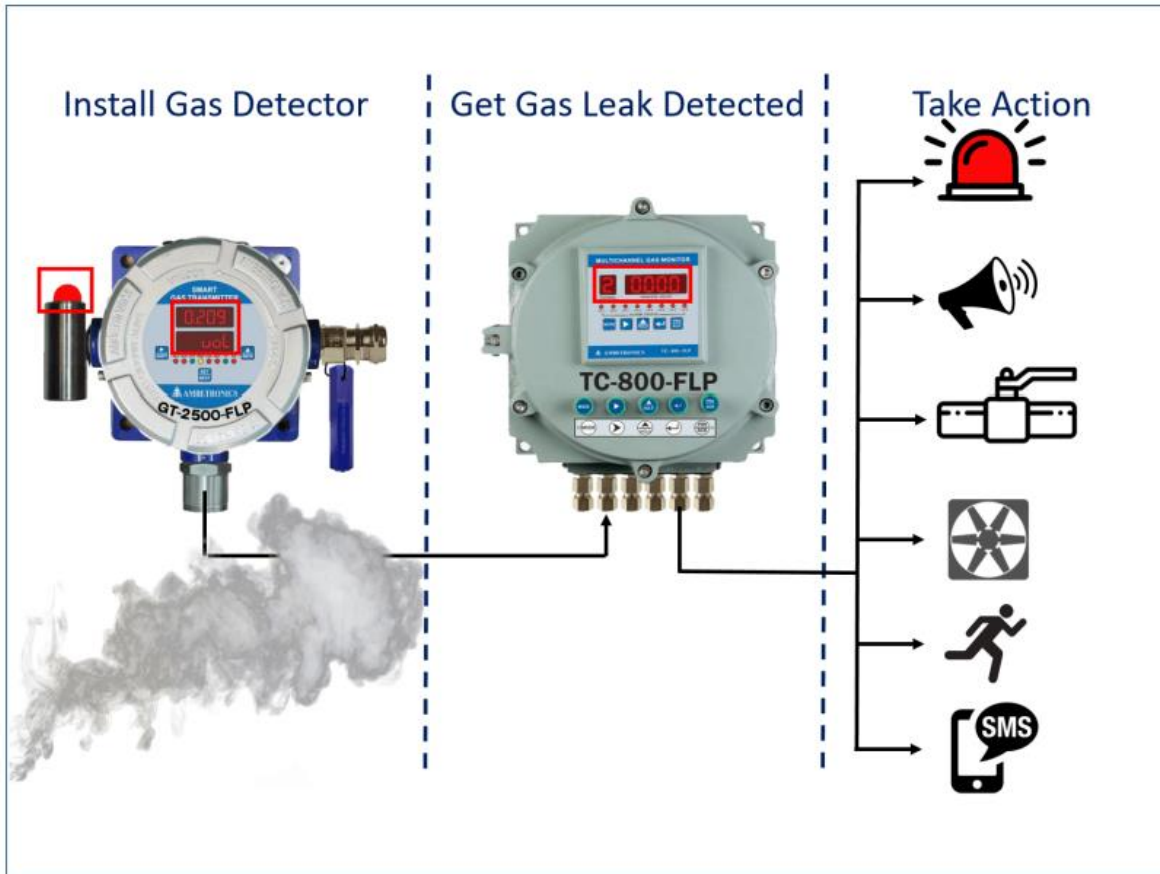 Install Gas Detector
Get Gas Leak Detected
Take Action
SMART
GAS TRANSMITTER
0.209
vol
AMBETRONICS
GT-2500-FLP
MULTICHANNEL GAS MONITOR
2 0000
AMBETRONICS TC-800-FLP
TC-800-FLP
SMS